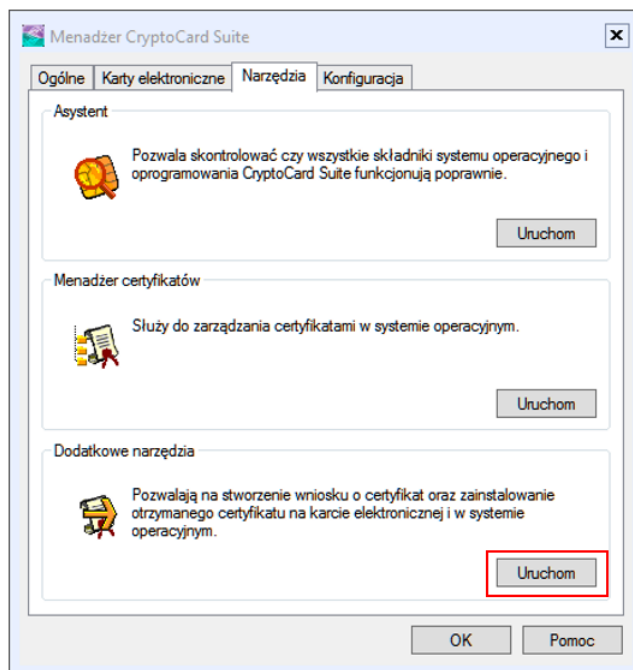 Menadżer CryptoCard Suite
Ogólne Karty elektroniczne Narzędzia Konfiguracja
Asystent
Pozwala skontrolować czy wszystkie składniki systemu operacyjnego i
oprogramowania CryptoCard Suite funkcjonują poprawnie.
Uruchom
Menadżer certyfikatów
Służy do zarządzania certyfikatami w systemie operacyjnym.
Uruchom
Dodatkowe narzędzia
Pozwalają na stworzenie wniosku o certyfikat oraz zainstalowanie
otrzymanego certyfikatu na karcie elektronicznej i w systemie
operacyjnym.
Uruchom
OK Pomoc